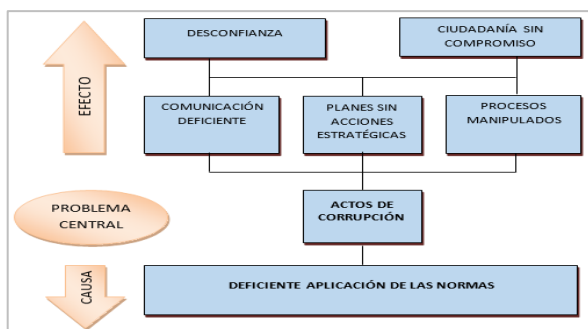 DESCONFIANZA
CIUDADANÍA SIN
COMPROMISO
EFECTO
COMUNICACIÓN
DEFICIENTE
PLANES SIN
ACCIONES
ESTRATÉGICAS
PROCESOS
MANIPULADOS
PROBLEMA
CENTRAL
ACTOS DE
CORRUPCIÓN
CAUSA
DEFICIENTE APLICACIÓN DE LAS NORMAS